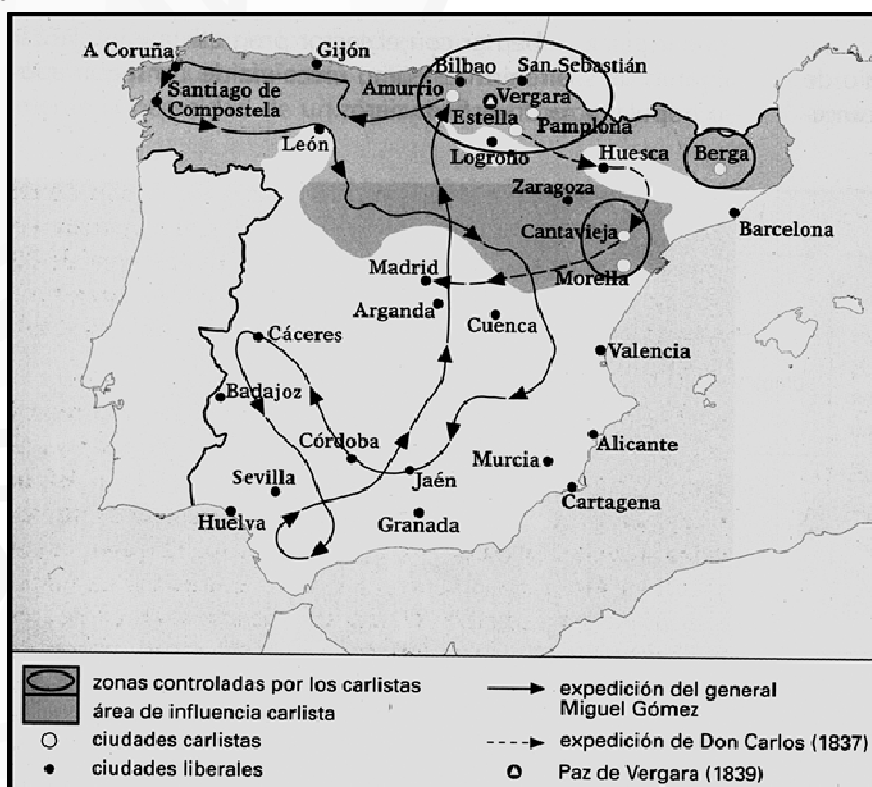 A Coruña
Gijón
Bilbao
San Sebastián
Amurrio
Vergara
Santiago de
Compostela
Estella
Pamplona
León
Logroño
Huesca
Berga
Zaragoza
Cantavieja
Barcelona
Madrid
Morella
Arganda
Cuenca
Cáceres
Valencia
Badajoz
Córdoba
Murcia
Alicante
Sevilla
Jaén
Cartagena
Huelva
Granada
zonas controladas por los carlistas
área de influencia carlista
ciudades carlistas
ciudades liberales
expedición del general
Miguel Gómez
expedición de Don Carlos (1837)
Paz de Vergara (1839)